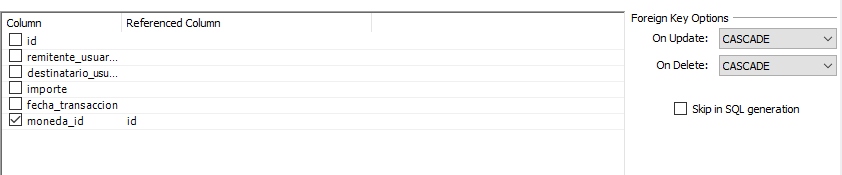 Column Referenced Column
id
remitente_usuar...
destinatario_usu...
importe
fecha_transaccion
moneda_id id
Foreign Key Options
On Update: CASCADE
On Delete: CASCADE
Skip in SQL generation